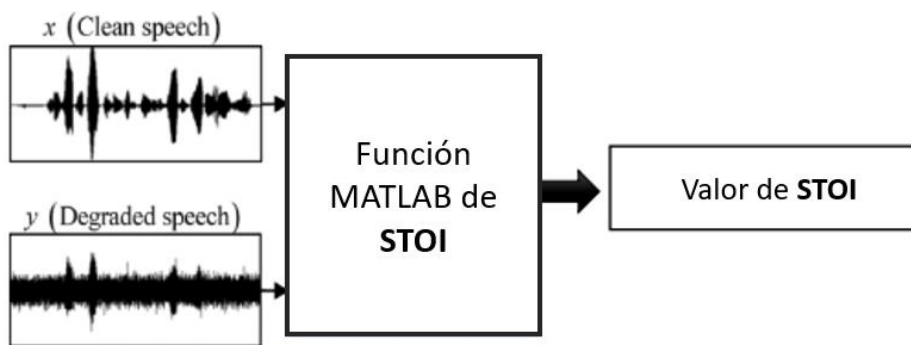 x (Clean speech)
y (Degraded speech)
Función
MATLAB de
STOI
Valor de STOI